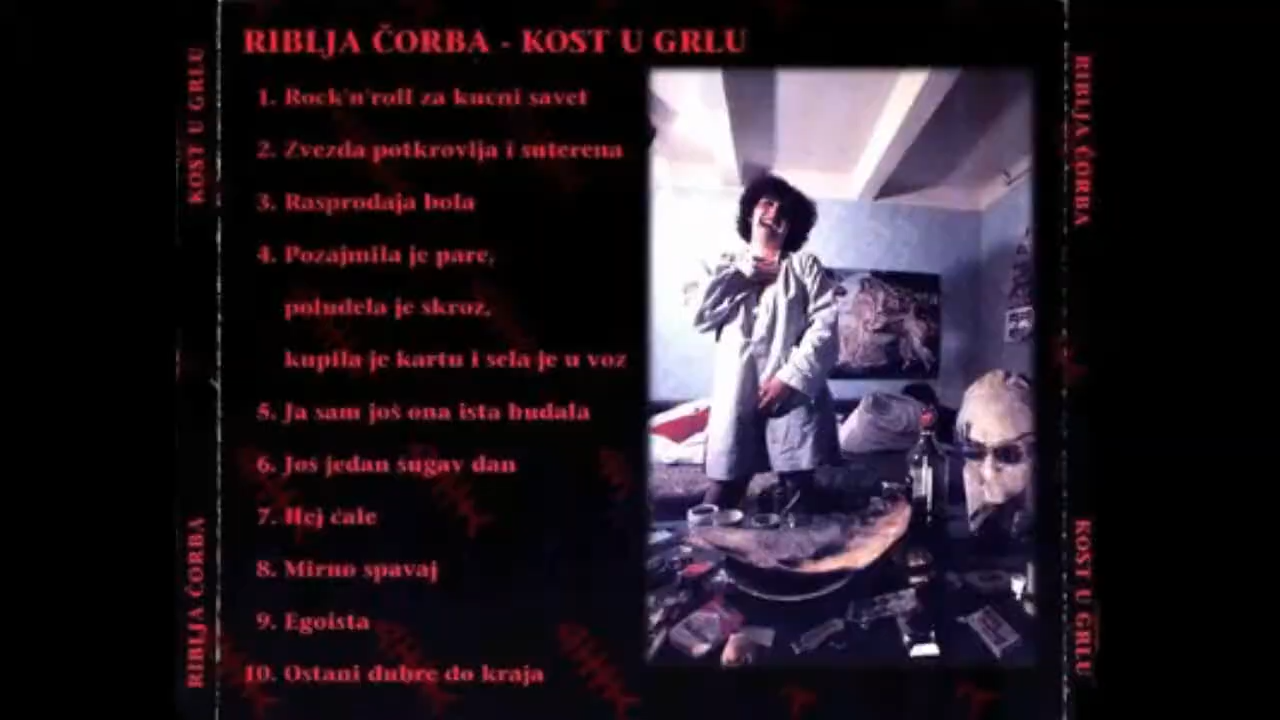 RIBLJA ČORBA - KOST U GRLU
1. Rock'n'roll za kućni savet
2. Zvezda potkrovlja i suterena
3. Rasprodaja bola
4. Pozajmila je pare,
poludela je skroz,
kupila je kartu i sela je u voz
5. Ja sam još ona ista budala
6. Još jedan šugav dan
7. Hej ćale
8. Mirno spavaj
9. Egoista
10. Ostani đubre do kraja
KOST U GRLU
RIBLJA ČORBA
RIBLJA ČORBA
KOST U GRLU